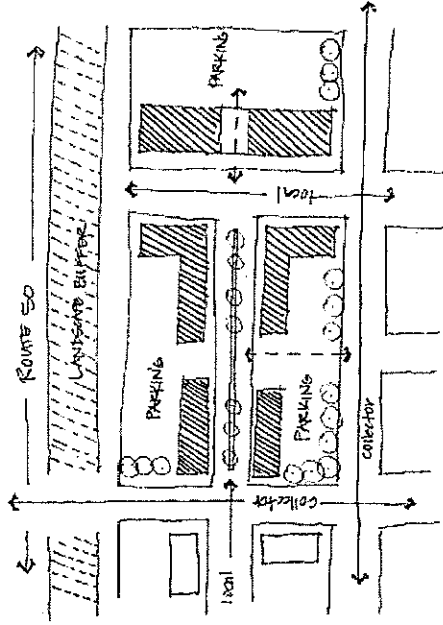 ROUTE 50
LANDSCAPE BUFFER
PARKING
PARKING
PARKING
local
local
collector
collector